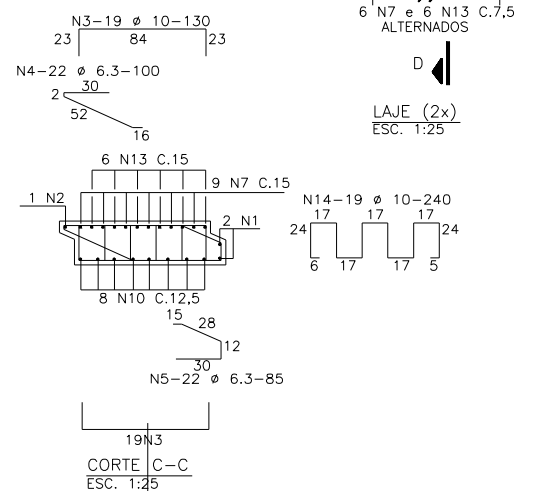 N3-19 ø 10-130
23 84 23
6 N7 e 6 N13 C.7,5
ALTERNADOS
N4-22 ø 6.3-100
30
2
52
16
D
LAJE (2x)
ESC. 1:25
6 N13 C.15
9 N7 C.15
1 N2
2 N1
8 N10 C.12,5
N14-19 ø 10-240
17 17 17
24 24
6 17 17 5
15
28
12
30
N5-22 ø 6.3-85
19N3
CORTE C-C
ESC. 1:25